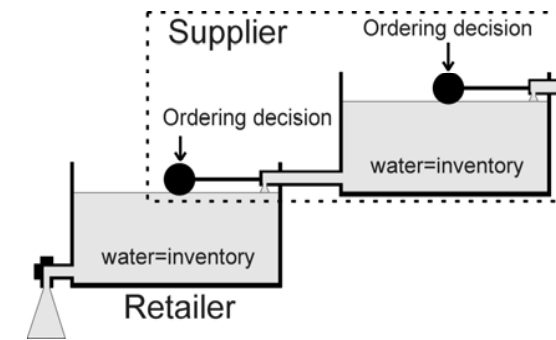 Supplier
Ordering decision
Ordering decision
water=inventory
water=inventory
Retailer